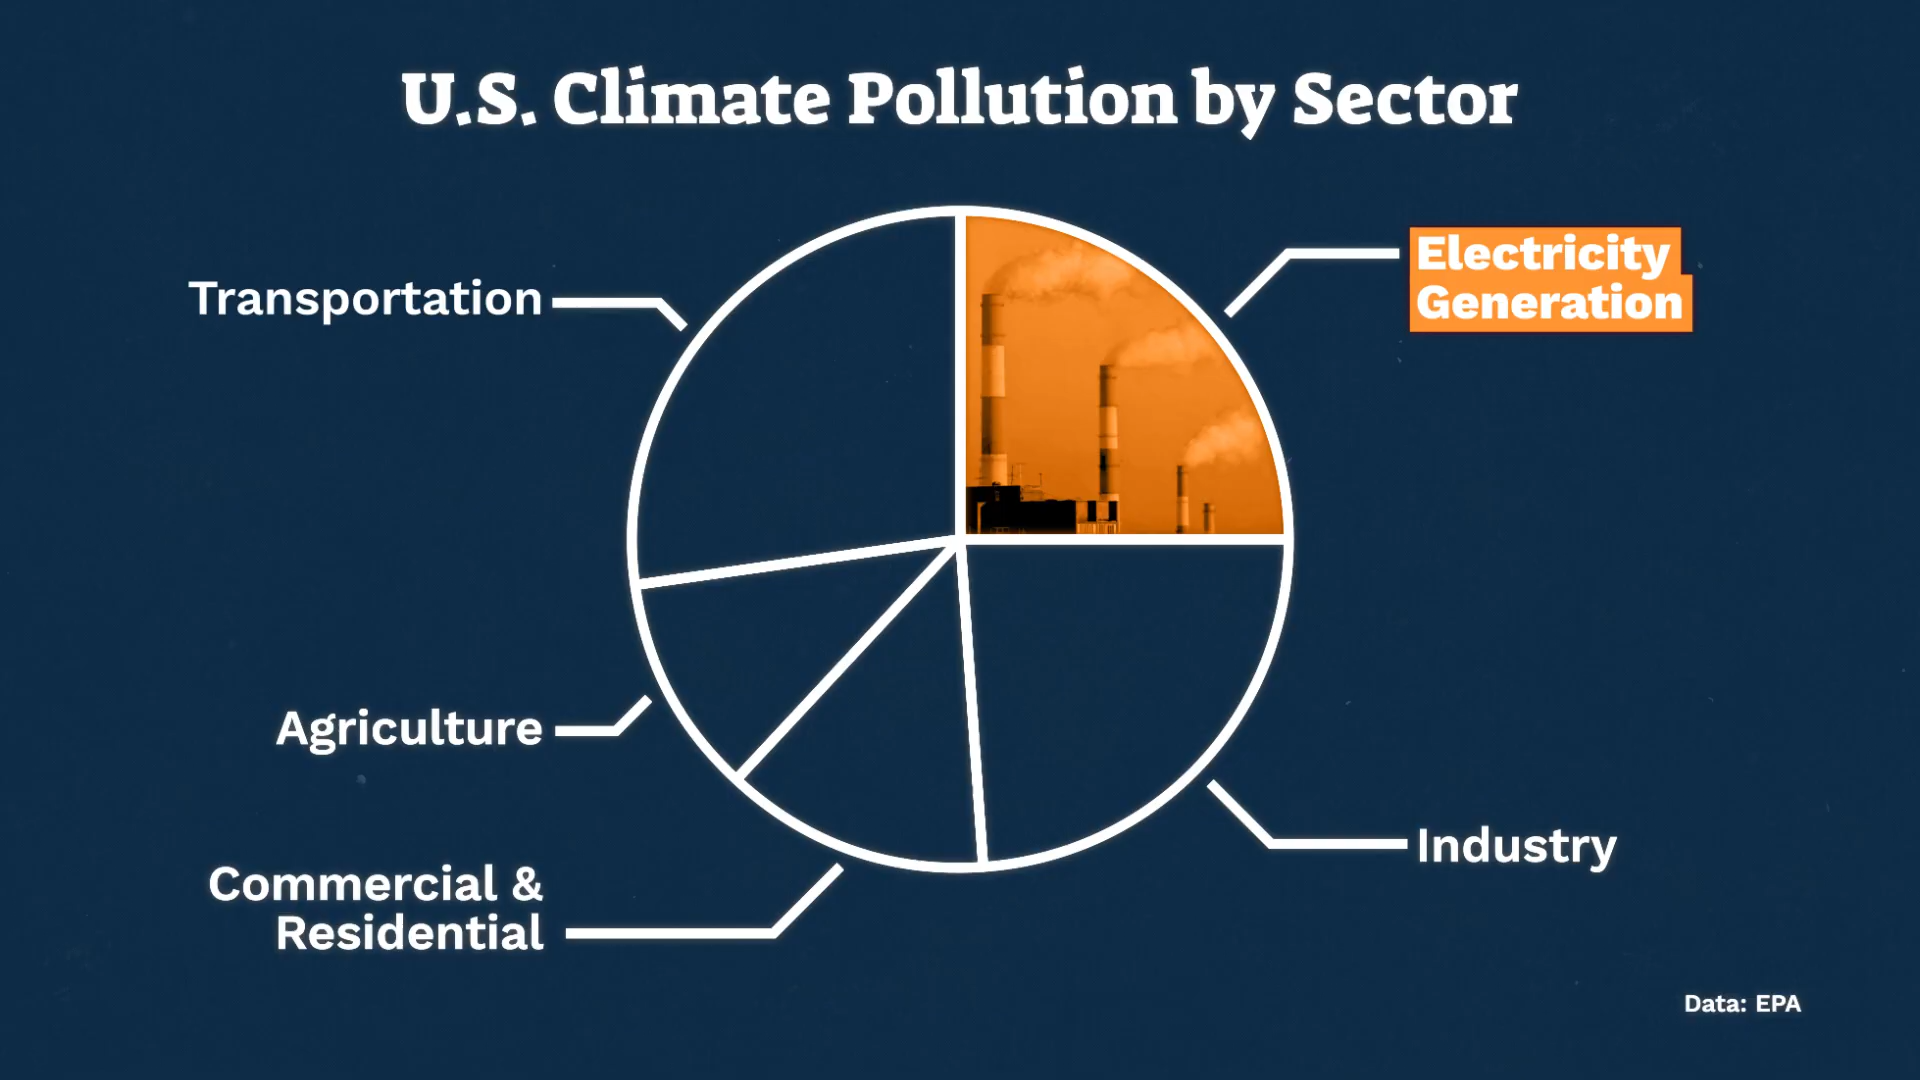 U.S. Climate Pollution by Sector
Transportation
Electricity
Generation
Agriculture
Industry
Commercial &
Residential
Data: EPA